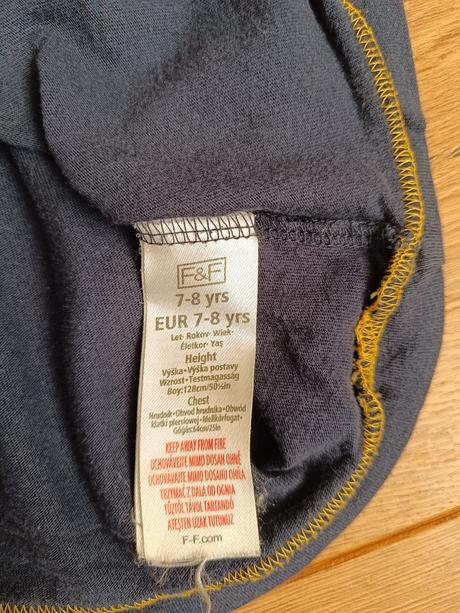 F&F
7-8 yrs
EUR 7-8 yrs
Let· Rokov· Wiek·
Életkor· Yaş
Height
Výška·Výška postavy
Wzrost·Testmagasság
Boy:128cm/50½in
Chest
Hrudník·Obvod hrudníka·Obwód
klatki piersiowej·Mellkörfogat·
Göğüs:64cm/25in
KEEP AWAY FROM FIRE
UCHOVÁVEJTE MIMO DOSAH OHNĚ
UCHOVÁVAJTE MIMO DOSAHU OHŇA
TRZYMAĆ Z DALA OD OGNIA
TŰZTŐL TÁVOL TARTANDÓ
ATEŞTEN UZAK TUTUNUZ
F-F.com